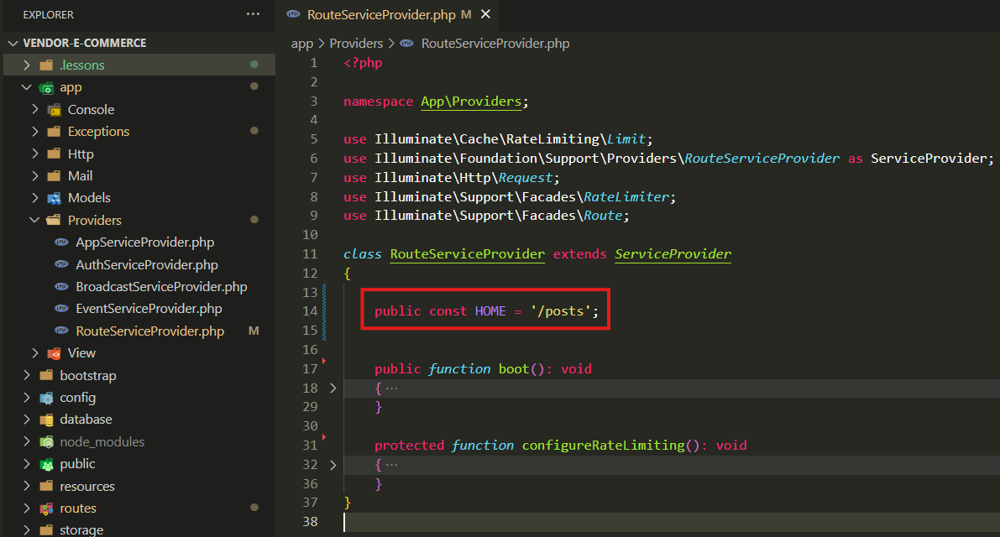 EXPLORER
···
VENDOR-E-COMMERCE
.lessons
app
Console
Exceptions
Http
Mail
Models
Providers
AppServiceProvider.php
AuthServiceProvider.php
BroadcastServiceProvider.php
EventServiceProvider.php
RouteServiceProvider.php M
View
bootstrap
config
database
node_modules
public
resources
routes
storage
RouteServiceProvider.php M
app > Providers > RouteServiceProvider.php
1 <?php
2
3 namespace App\Providers;
4
5 use Illuminate\Cache\RateLimiting\Limit;
6 use Illuminate\Foundation\Support\Providers\RouteServiceProvider as ServiceProvider;
7 use Illuminate\Http\Request;
8 use Illuminate\Support\Facades\RateLimiter;
9 use Illuminate\Support\Facades\Route;
10
11 class RouteServiceProvider extends ServiceProvider
12 {
13
14 public const HOME = '/posts';
15
16
17 public function boot(): void
18 { ···
29 }
30
31 protected function configureRateLimiting(): void
32 { ···
36 }
37 }
38